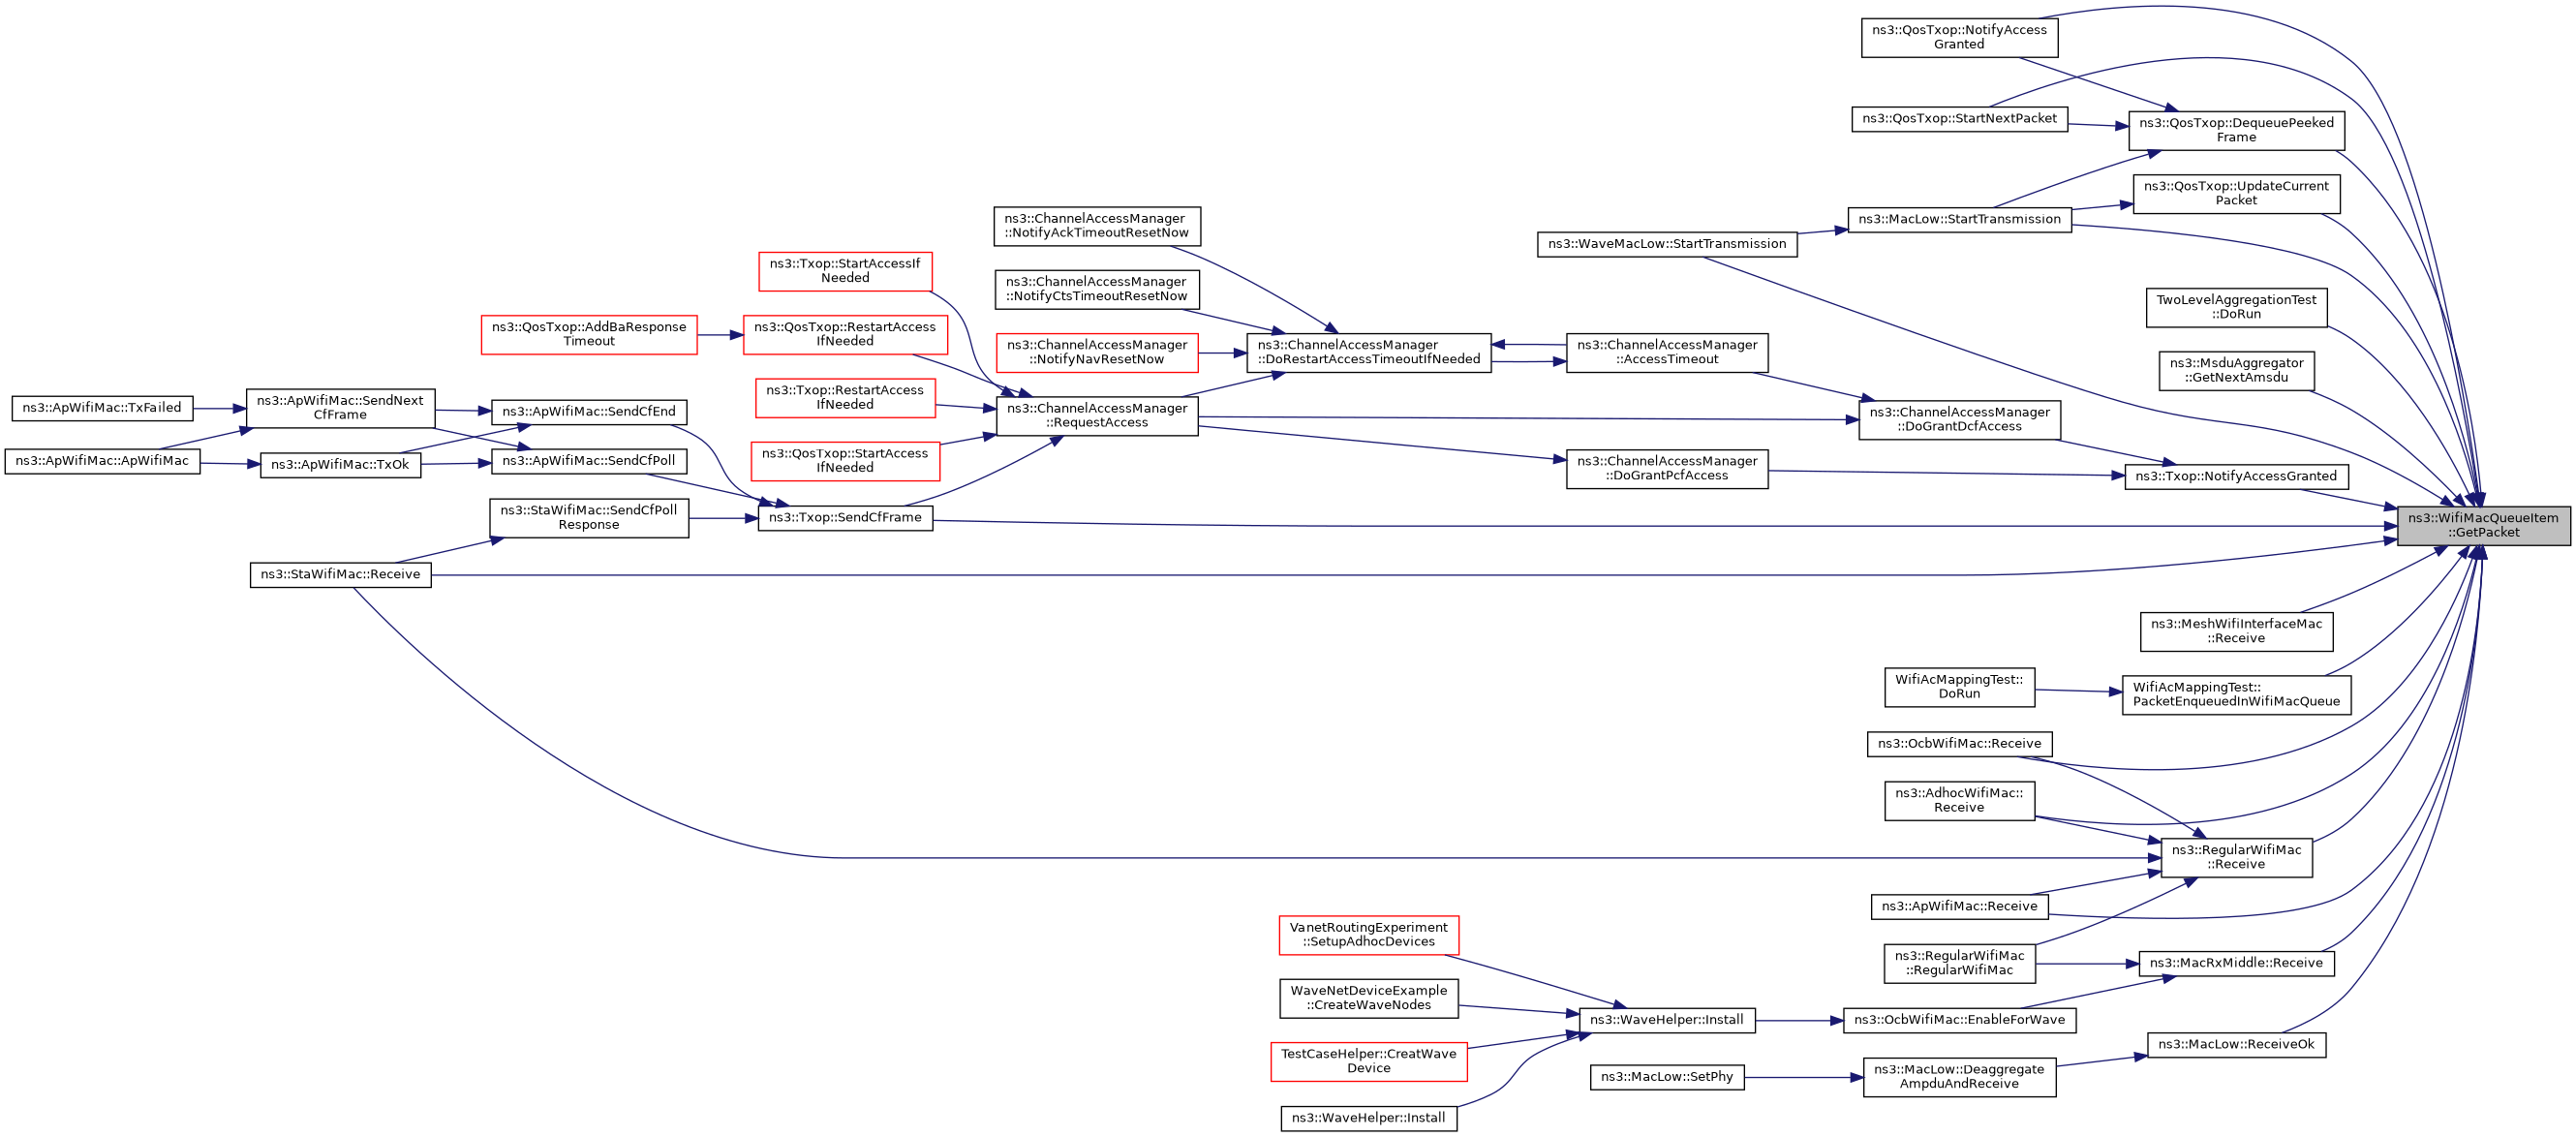 ns3::QosTxop::NotifyAccess
Granted
ns3::QosTxop::StartNextPacket
ns3::QosTxop::DequeuePeeked
Frame
ns3::QosTxop::UpdateCurrent
Packet
ns3::MacLow::StartTransmission
ns3::WaveMacLow::StartTransmission
TwoLevelAggregationTest
::DoRun
ns3::MsduAggregator
::GetNextAmsdu
ns3::ChannelAccessManager
::NotifyAckTimeoutResetNow
ns3::ChannelAccessManager
::NotifyCtsTimeoutResetNow
ns3::ChannelAccessManager
::NotifyNavResetNow
ns3::ChannelAccessManager
::DoRestartAccessTimeoutIfNeeded
ns3::ChannelAccessManager
::AccessTimeout
ns3::Txop::StartAccessIf
Needed
ns3::QosTxop::AddBaResponse
Timeout
ns3::QosTxop::RestartAccess
IfNeeded
ns3::Txop::RestartAccess
IfNeeded
ns3::QosTxop::StartAccess
IfNeeded
ns3::ChannelAccessManager
::RequestAccess
ns3::ChannelAccessManager
::DoGrantDcfAccess
ns3::ChannelAccessManager
::DoGrantPcfAccess
ns3::Txop::NotifyAccessGranted
ns3::ApWifiMac::TxFailed
ns3::ApWifiMac::SendNext
CfFrame
ns3::ApWifiMac::SendCfEnd
ns3::ApWifiMac::ApWifiMac
ns3::ApWifiMac::TxOk
ns3::ApWifiMac::SendCfPoll
ns3::StaWifiMac::SendCfPoll
Response
ns3::Txop::SendCfFrame
ns3::WifiMacQueueItem
::GetPacket
ns3::StaWifiMac::Receive
ns3::MeshWifiInterfaceMac
::Receive
WifiAcMappingTest::
DoRun
WifiAcMappingTest::
PacketEnqueuedInWifiMacQueue
ns3::OcbWifiMac::Receive
ns3::AdhocWifiMac::
Receive
ns3::RegularWifiMac
::Receive
ns3::ApWifiMac::Receive
ns3::RegularWifiMac
::RegularWifiMac
ns3::MacRxMiddle::Receive
VanetRoutingExperiment
::SetupAdhocDevices
WaveNetDeviceExample
::CreateWaveNodes
ns3::WaveHelper::Install
ns3::OcbWifiMac::EnableForWave
TestCaseHelper::CreatWave
Device
ns3::MacLow::ReceiveOk
ns3::MacLow::SetPhy
ns3::MacLow::Deaggregate
AmpduAndReceive
ns3::WaveHelper::Install